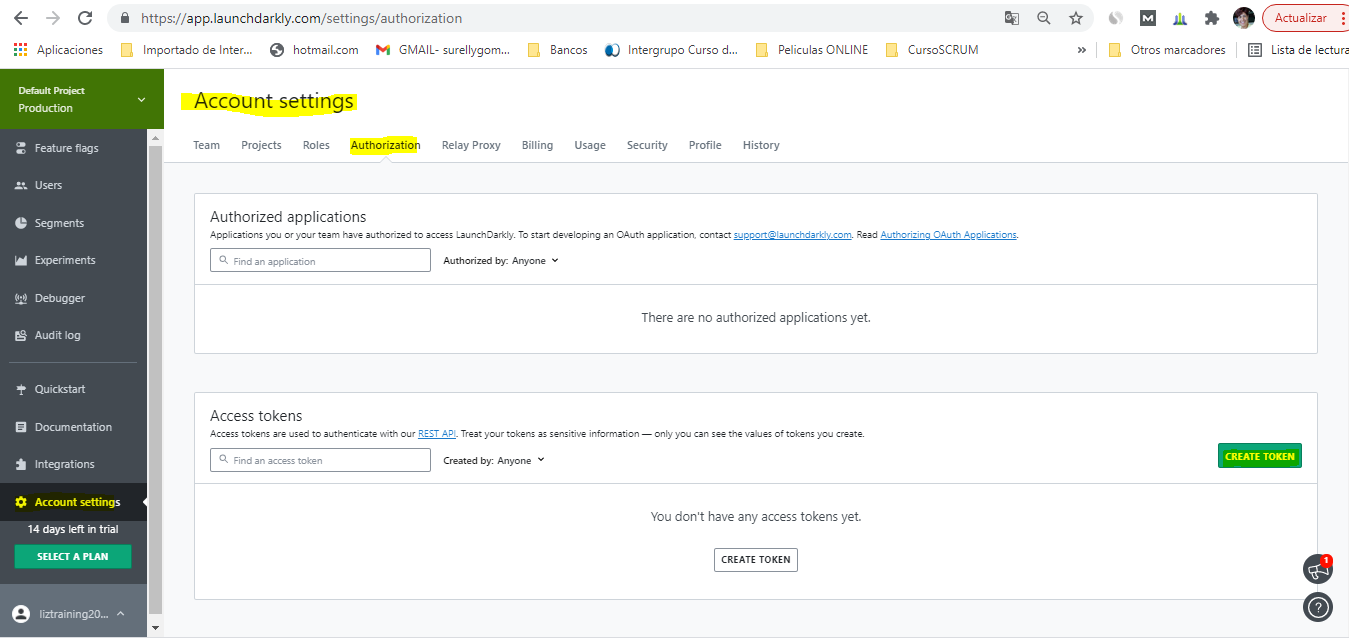 https://app.launchdarkly.com/settings/authorization
Actualizar
Aplicaciones
Importado de Inter...
hotmail.com
GMAIL- surellygom...
Bancos
Intergrupo Curso d...
Peliculas ONLINE
CursoSCRUM
»
Otros marcadores
Lista de lectura
Default Project
Production
Account settings
Team Projects Roles Authorization Relay Proxy Billing Usage Security Profile History
Feature flags
Users
Segments
Experiments
Debugger
Audit log
Quickstart
Documentation
Integrations
Account settings
14 days left in trial
SELECT A PLAN
liztraining20...
Authorized applications
Applications you or your team have authorized to access LaunchDarkly. To start developing an OAuth application, contact support@launchdarkly.com. Read Authorizing OAuth Applications.
Find an application
Authorized by: Anyone
There are no authorized applications yet.
Access tokens
Access tokens are used to authenticate with our REST API. Treat your tokens as sensitive information — only you can see the values of tokens you create.
Find an access token
Created by: Anyone
CREATE TOKEN
You don't have any access tokens yet.
CREATE TOKEN
1
?